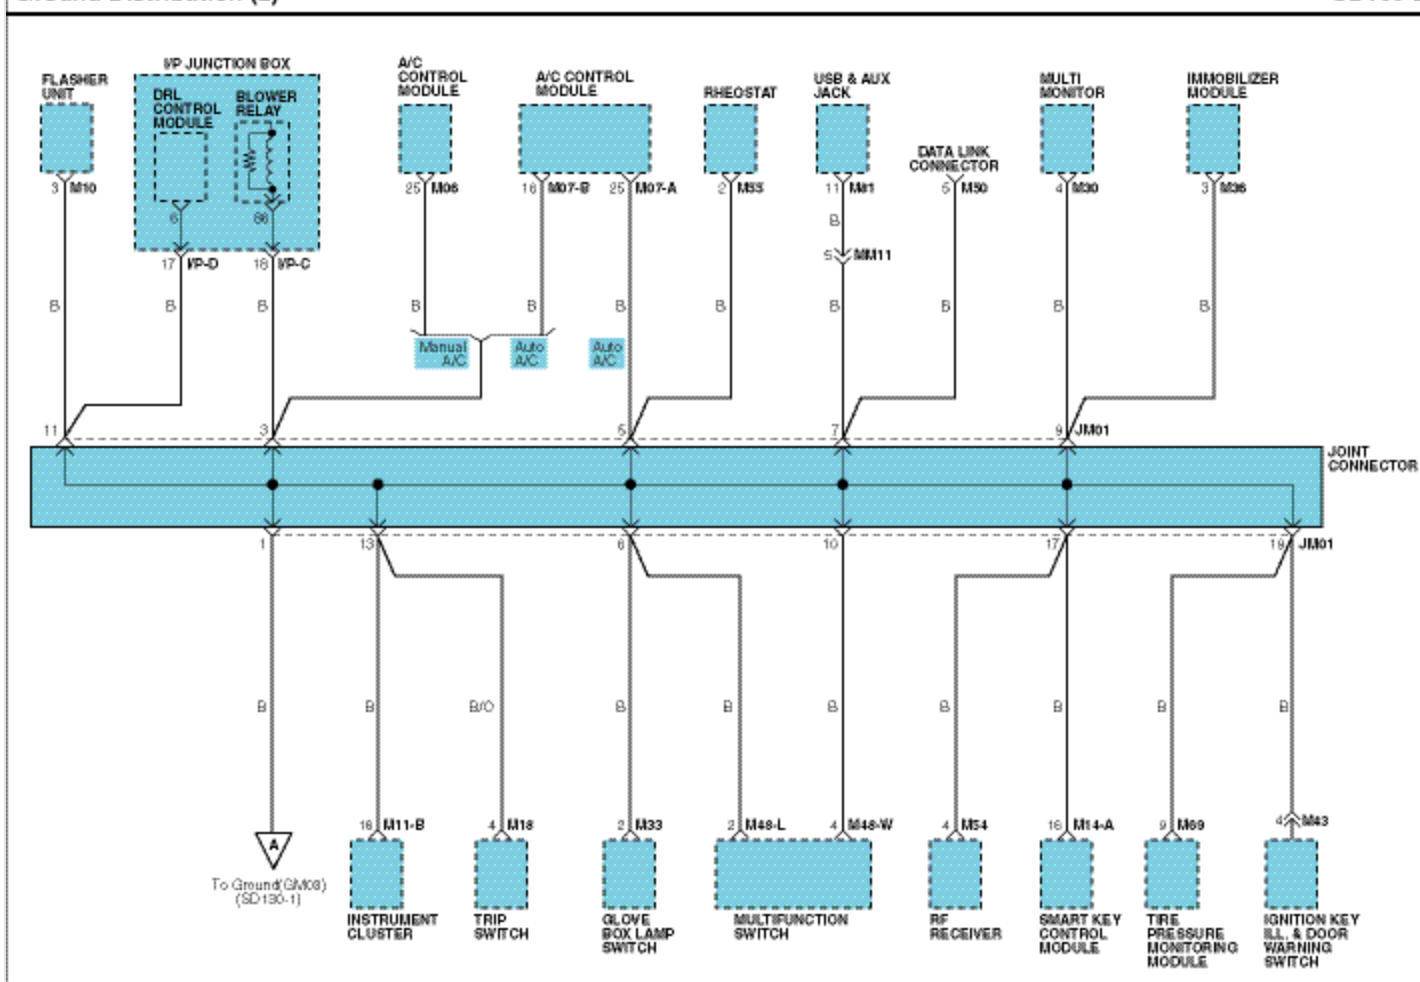 FLASHER
UNIT
I/P JUNCTION BOX
DRL
CONTROL
MODULE
BLOWER
RELAY
A/C
CONTROL
MODULE
A/C CONTROL
MODULE
RHEOSTAT
USB & AUX
JACK
DATA LINK
CONNECTOR
MULTI
MONITOR
IMMOBILIZER
MODULE
3 M10
6
86
25 M06
16 M07-B
25 M07-A
2
11
5 M50
4 M30
3 M36
17 I/P-D
I/P-C
B
5 MM11
B
B
B
B
B
B
B
B
B
B
B
Manual
A/C
Auto
A/C
Auto
A/C
11
3
5
7
9 JM01
JOINT
CONNECTOR
1
13
6
10
17
19 JM01
B
B
B/O
B
B
B
B
B
B
B
A
To Ground(GM03)
(SD130-1)
16 M11-B
4 M18
2 M33
2 M48-L
4 M48-W
4 M54
16 M14-A
9 M69
4 M43
INSTRUMENT
CLUSTER
TRIP
SWITCH
GLOVE
BOX LAMP
SWITCH
MULTIFUNCTION
SWITCH
RF
RECEIVER
SMART KEY
CONTROL
MODULE
TIRE
PRESSURE
MONITORING
MODULE
IGNITION KEY
ILL. & DOOR
WARNING
SWITCH